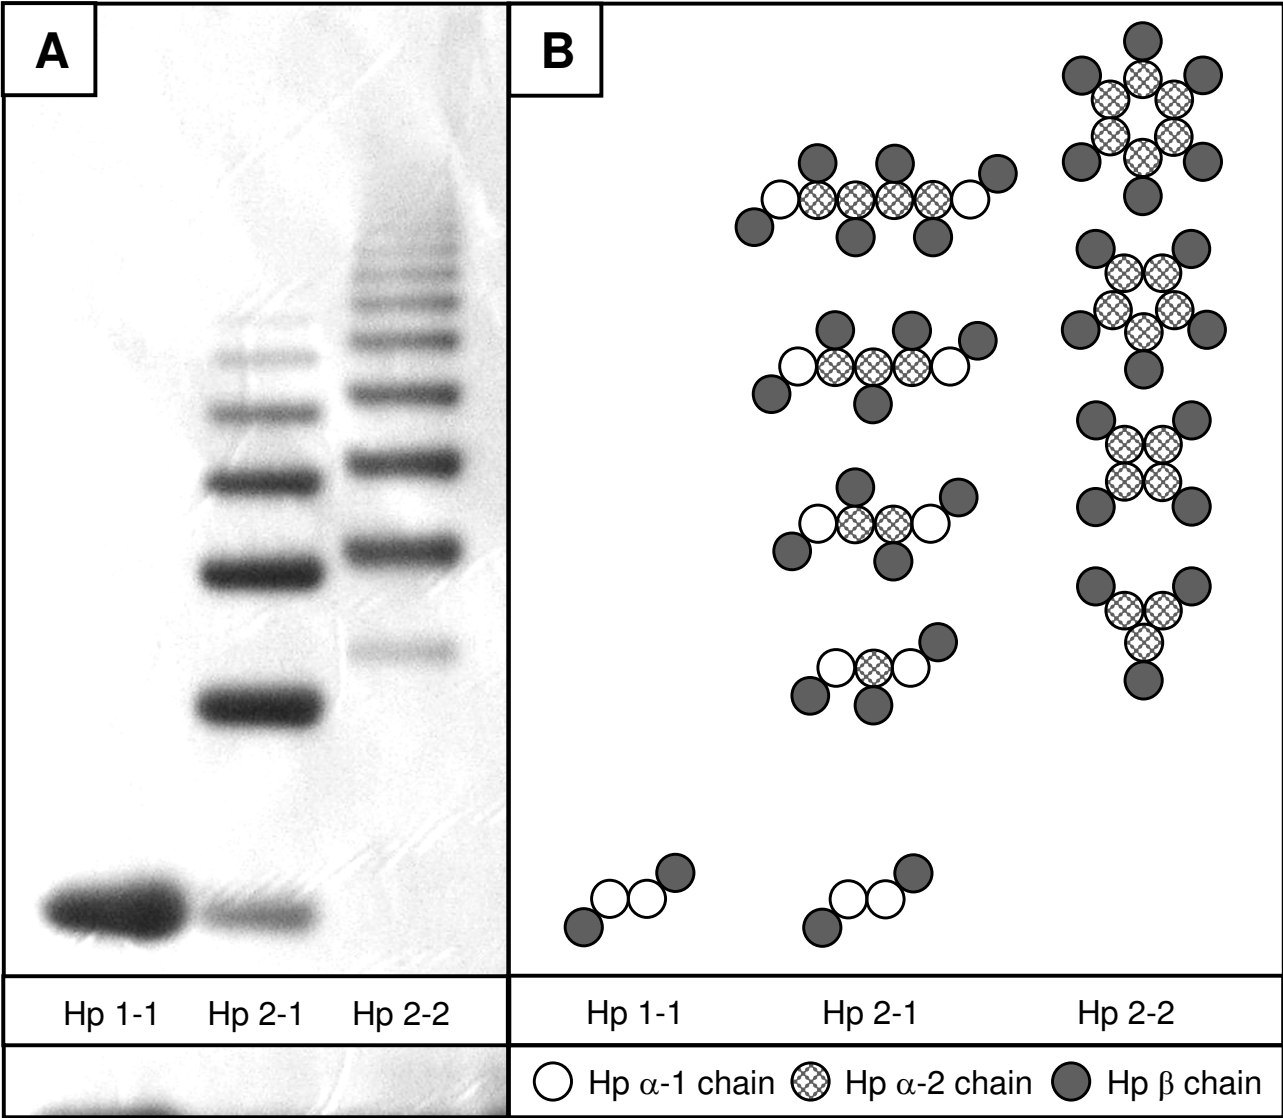 A
B
Hp 1-1 Hp 2-1 Hp 2-2
Hp 1-1 Hp 2-1 Hp 2-2
Hp α-1 chain Hp α-2 chain Hp β chain